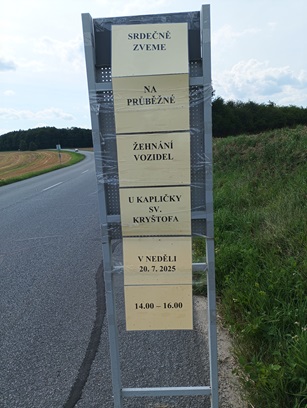 SRDEČNĚ
ZVEME
NA
PRŮBĚŽNÉ
ŽEHNÁNÍ
VOZIDEL
U KAPLIČKY
SV.
KRYŠTOFA
V NEDĚLI
20. 7. 2025
14.00 – 16.00